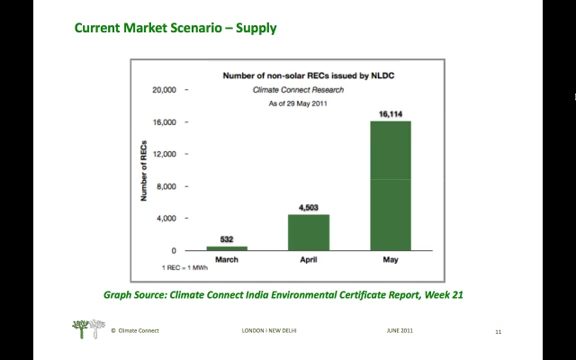 Current Market Scenario – Supply
Number of non-solar RECs issued by NLDC
Climate Connect Research
As of 29 May 2011
Number of RECs
20,000
16,000
12,000
8,000
4,000
0
532
4,503
16,114
March April May
1 REC = 1 MWh
Graph Source: Climate Connect India Environmental Certificate Report, Week 21
© Climate Connect LONDON I NEW DELHI JUNE 2011 11